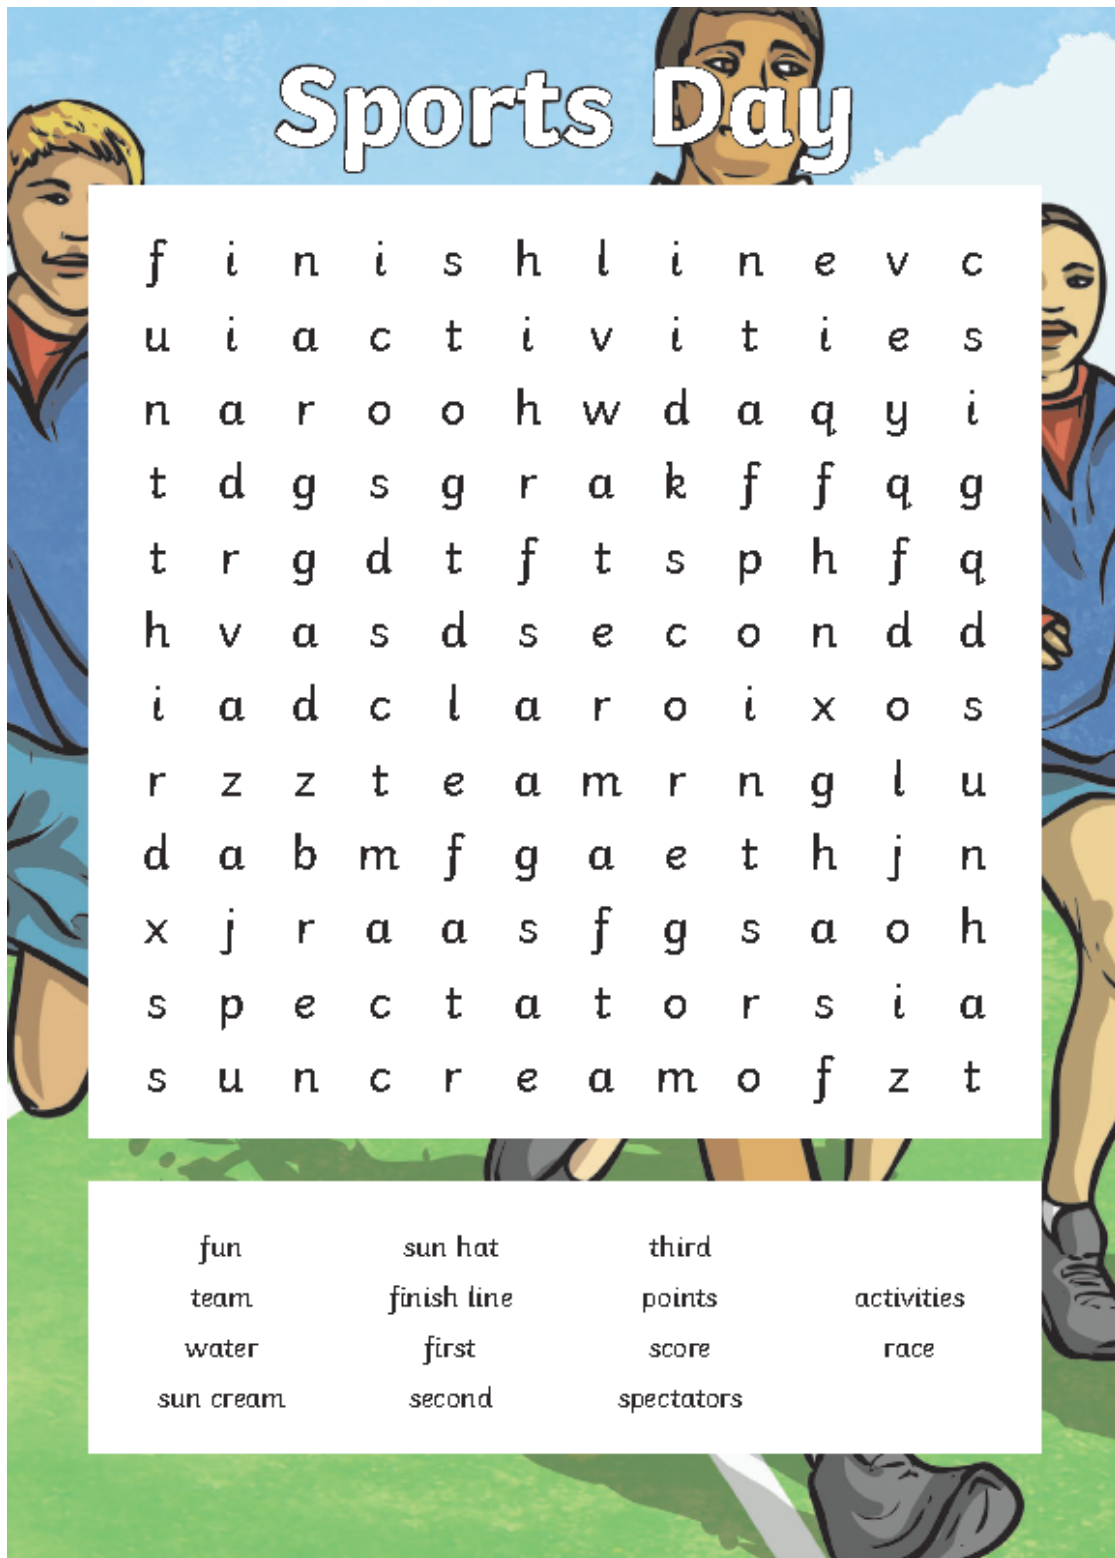 Sports Day
f i n i s h l i n e v c
u i a c t i v i t i e s
n a r o o h w d a q y i
t d g s g r a k f f q g
t r g d t f t s p h f q
h v a s d s e c o n d d
i a d c l a r o i x o s
r z z t e a m r n g l u
d a b m f g a e t h j n
x j r a a s f g s a o h
s p e c t a t o r s i a
s u n c r e a m o f z t
fun sun hat third
team finish line points activities
water first score race
sun cream second spectators